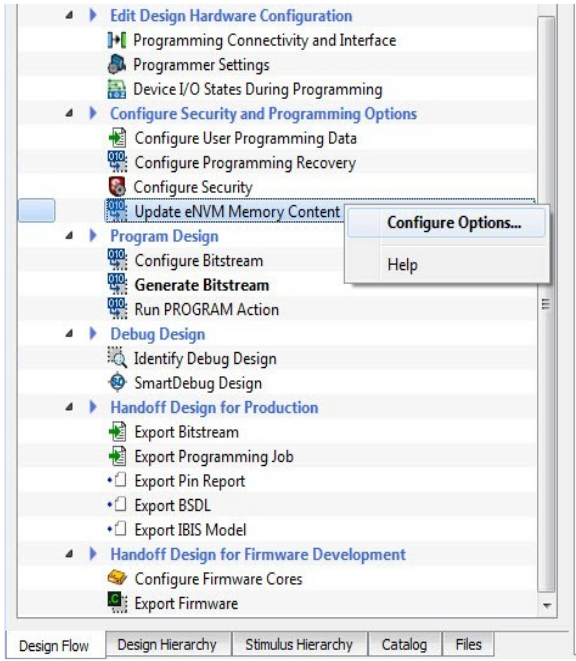 Edit Design Hardware Configuration
Programming Connectivity and Interface
Programmer Settings
Device I/O States During Programming
Configure Security and Programming Options
Configure User Programming Data
Configure Programming Recovery
Configure Security
Update eNVM Memory Content
Configure Options...
Help
Program Design
Configure Bitstream
Generate Bitstream
Run PROGRAM Action
Debug Design
Identify Debug Design
SmartDebug Design
Handoff Design for Production
Export Bitstream
Export Programming Job
Export Pin Report
Export BSDL
Export IBIS Model
Handoff Design for Firmware Development
Configure Firmware Cores
Export Firmware
Design Flow Design Hierarchy Stimulus Hierarchy Catalog Files